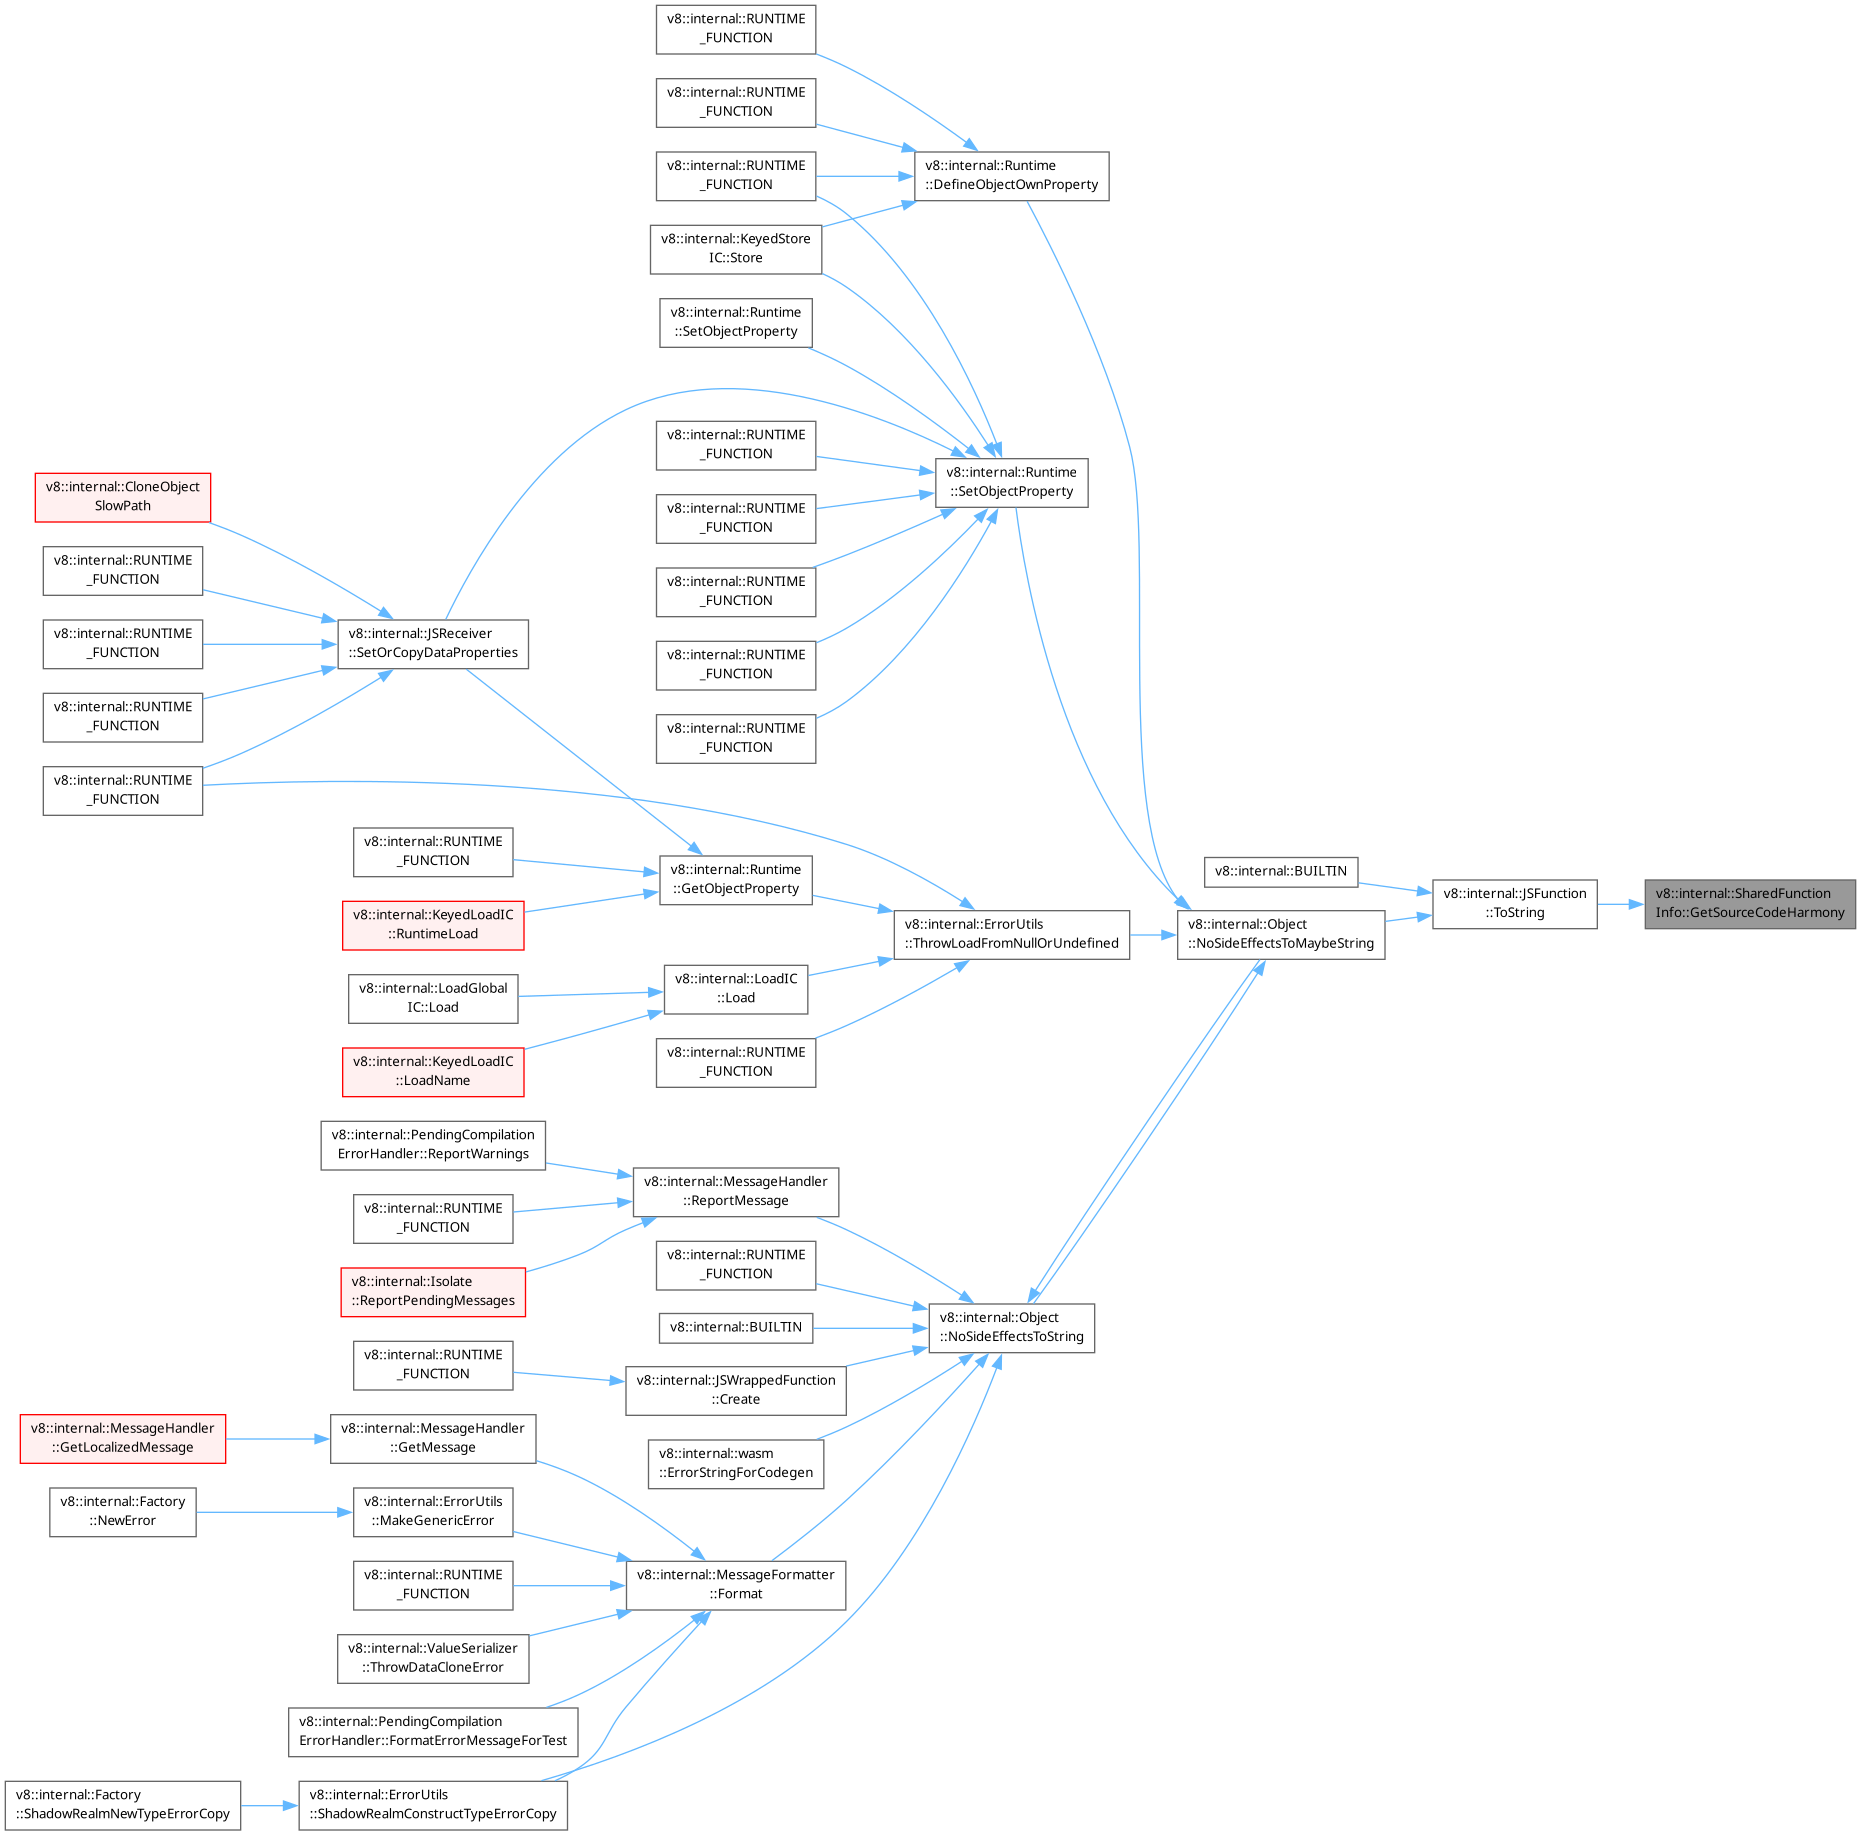 v8::internal::RUNTIME
_FUNCTION
v8::internal::RUNTIME
_FUNCTION
v8::internal::RUNTIME
_FUNCTION
v8::internal::Runtime
::DefineObjectOwnProperty
v8::internal::KeyedStore
IC::Store
v8::internal::Runtime
::SetObjectProperty
v8::internal::RUNTIME
_FUNCTION
v8::internal::Runtime
::SetObjectProperty
v8::internal::CloneObject
SlowPath
v8::internal::RUNTIME
_FUNCTION
v8::internal::RUNTIME
_FUNCTION
v8::internal::RUNTIME
_FUNCTION
v8::internal::RUNTIME
_FUNCTION
v8::internal::JSReceiver
::SetOrCopyDataProperties
v8::internal::RUNTIME
_FUNCTION
v8::internal::RUNTIME
_FUNCTION
v8::internal::RUNTIME
_FUNCTION
v8::internal::RUNTIME
_FUNCTION
v8::internal::RUNTIME
_FUNCTION
v8::internal::RUNTIME
_FUNCTION
v8::internal::Runtime
::GetObjectProperty
v8::internal::BUILTIN
v8::internal::JSFunction
::ToString
v8::internal::SharedFunction
Info::GetSourceCodeHarmony
v8::internal::KeyedLoadIC
::RuntimeLoad
v8::internal::ErrorUtils
::ThrowLoadFromNullOrUndefined
v8::internal::Object
::NoSideEffectsToMaybeString
v8::internal::LoadGlobal
IC::Load
v8::internal::LoadIC
::Load
v8::internal::KeyedLoadIC
::LoadName
v8::internal::RUNTIME
_FUNCTION
v8::internal::PendingCompilation
ErrorHandler::ReportWarnings
v8::internal::MessageHandler
::ReportMessage
v8::internal::RUNTIME
_FUNCTION
v8::internal::RUNTIME
_FUNCTION
v8::internal::Isolate
::ReportPendingMessages
v8::internal::BUILTIN
v8::internal::Object
::NoSideEffectsToString
v8::internal::RUNTIME
_FUNCTION
v8::internal::JSWrappedFunction
::Create
v8::internal::MessageHandler
::GetLocalizedMessage
v8::internal::MessageHandler
::GetMessage
v8::internal::wasm
::ErrorStringForCodegen
v8::internal::Factory
::NewError
v8::internal::ErrorUtils
::MakeGenericError
v8::internal::RUNTIME
_FUNCTION
v8::internal::MessageFormatter
::Format
v8::internal::ValueSerializer
::ThrowDataCloneError
v8::internal::PendingCompilation
ErrorHandler::FormatErrorMessageForTest
v8::internal::Factory
::ShadowRealmNewTypeErrorCopy
v8::internal::ErrorUtils
::ShadowRealmConstructTypeErrorCopy